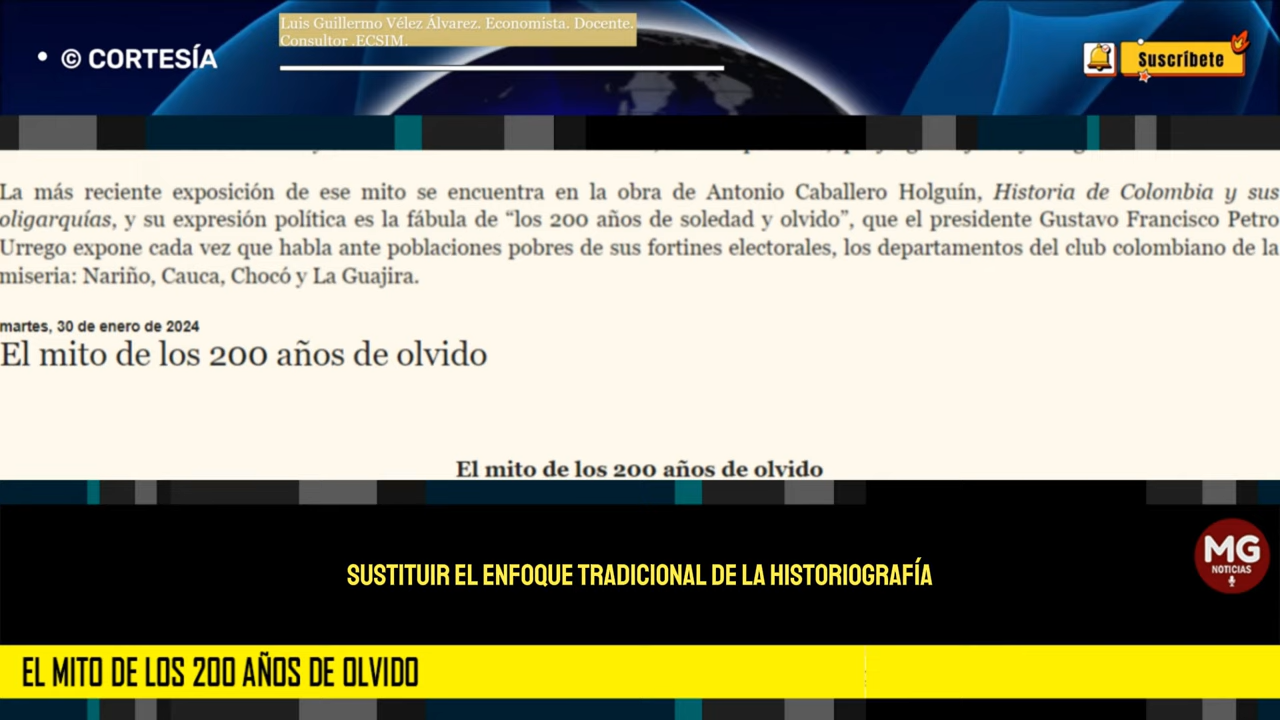 Luis Guillermo Vélez Álvarez. Economista. Docente.
Consultor .ECSIM.
• © CORTESÍA
Suscríbete
La más reciente exposición de ese mito se encuentra en la obra de Antonio Caballero Holguín, Historia de Colombia y sus
oligarquías, y su expresión política es la fábula de “los 200 años de soledad y olvido”, que el presidente Gustavo Francisco Petro
Urrego expone cada vez que habla ante poblaciones pobres de sus fortines electorales, los departamentos del club colombiano de la
miseria: Nariño, Cauca, Chocó y La Guajira.
martes, 30 de enero de 2024
El mito de los 200 años de olvido
El mito de los 200 años de olvido
SUSTITUIR EL ENFOQUE TRADICIONAL DE LA HISTORIOGRAFÍA
MG
NOTICIAS
EL MITO DE LOS 200 AÑOS DE OLVIDO